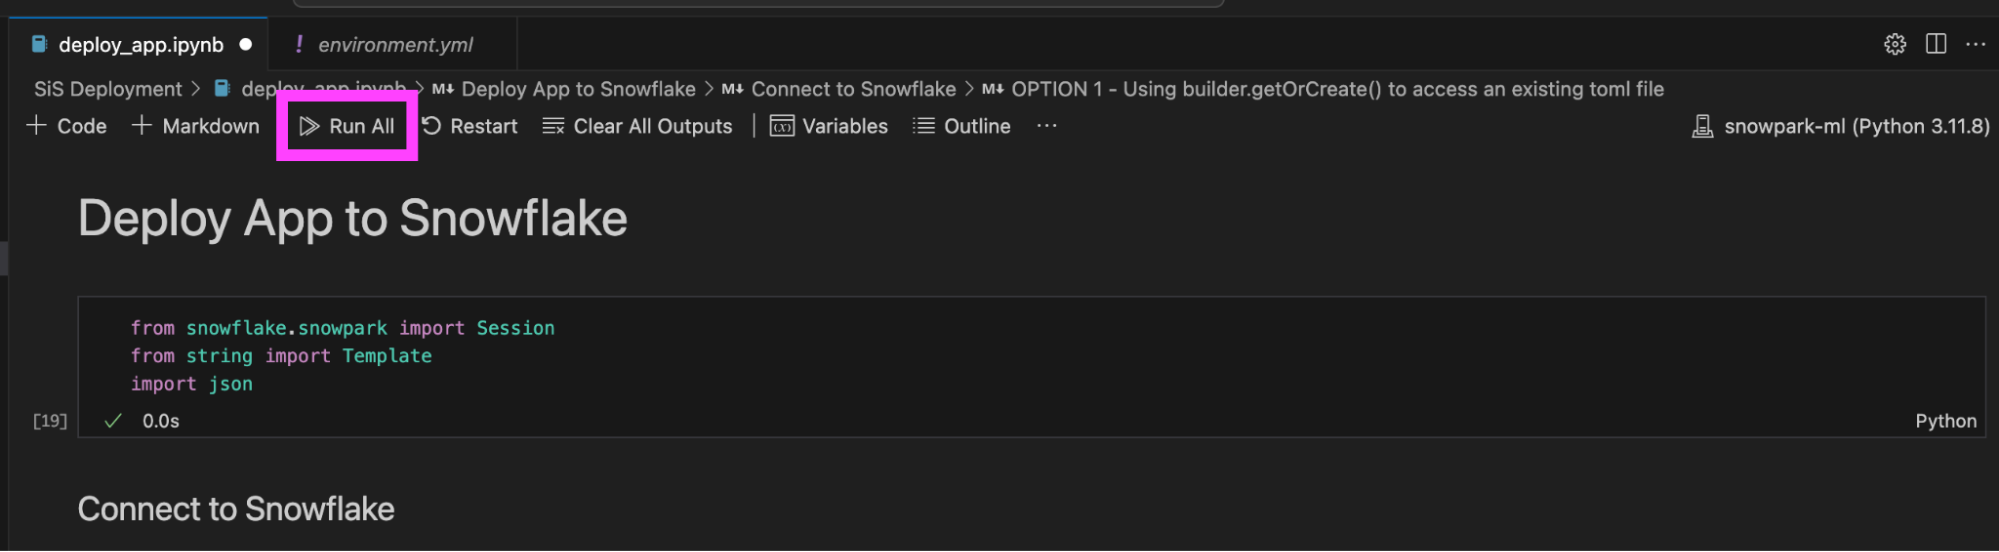 deploy_app.ipynb
! environment.yml
SiS Deployment > deploy_app.ipynb > M↓ Deploy App to Snowflake > M↓ Connect to Snowflake > M↓ OPTION 1 - Using builder.getOrCreate() to access an existing toml file
+ Code + Markdown Run All Restart Clear All Outputs | Variables Outline ... snowpark-ml (Python 3.11.8)
Deploy App to Snowflake
from snowflake.snowpark import Session
from string import Template
import json
[19] ✓ 0.0s Python
Connect to Snowflake